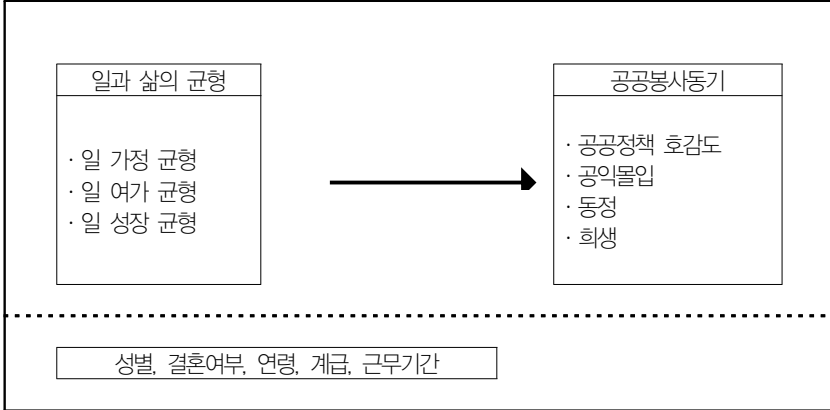 일과 삶의 균형
· 일 가정 균형
· 일 여가 균형
· 일 성장 균형
공공봉사동기
· 공공정책 호감도
· 공익몰입
· 동정
· 희생
성별, 결혼여부, 연령, 계급, 근무기간